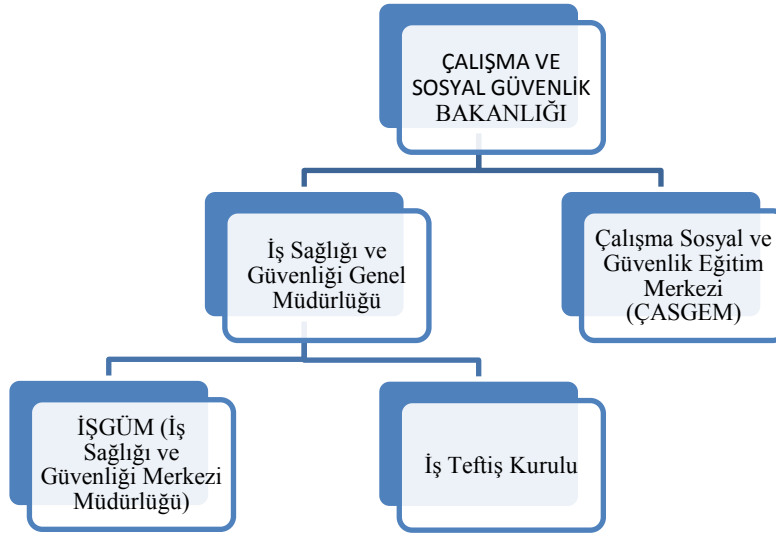 ÇALIŞMA VE
SOSYAL GÜVENLİK
BAKANLIĞI
İş Sağlığı ve
Güvenliği Genel
Müdürlüğü
Çalışma Sosyal ve
Güvenlik Eğitim
Merkezi
(ÇASGEM)
İŞGÜM (İş
Sağlığı ve
Güvenliği Merkezi
Müdürlüğü)
İş Teftiş Kurulu